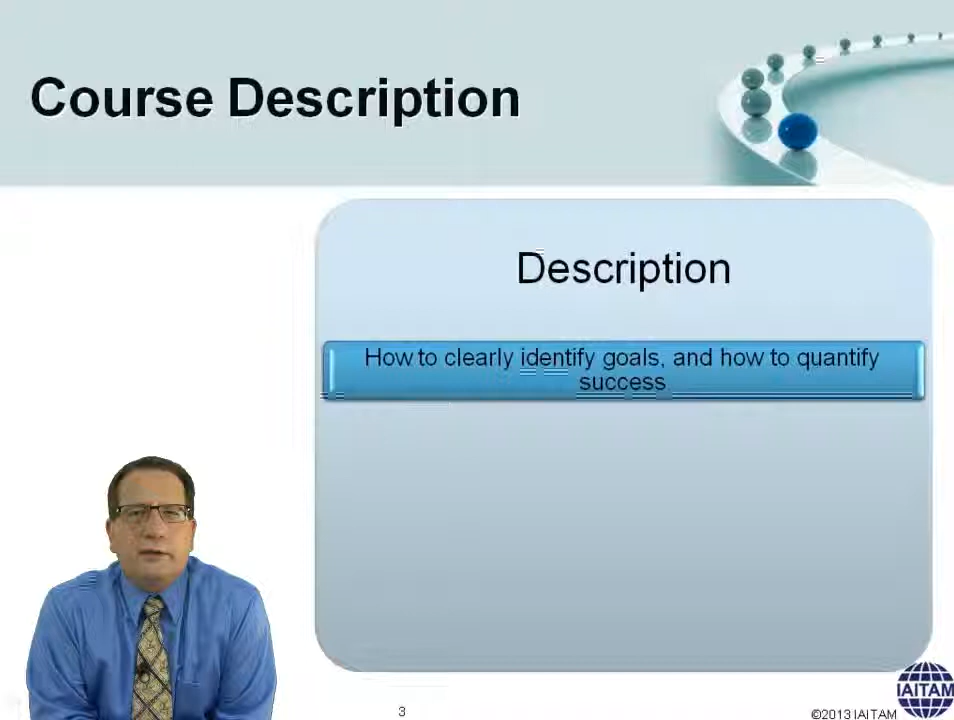 Course Description
Description
How to clearly identify goals, and how to quantify
success
IAITAM
3
©2013 IAITAM